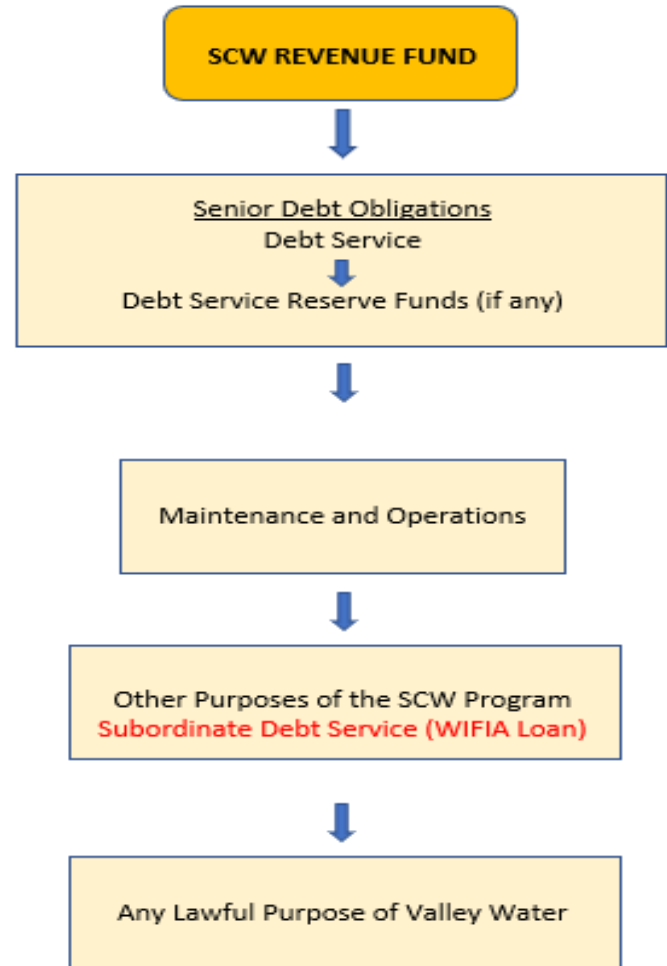 SCW REVENUE FUND
Senior Debt Obligations
Debt Service
Debt Service Reserve Funds (if any)
Maintenance and Operations
Other Purposes of the SCW Program
Subordinate Debt Service (WIFIA Loan)
Any Lawful Purpose of Valley Water